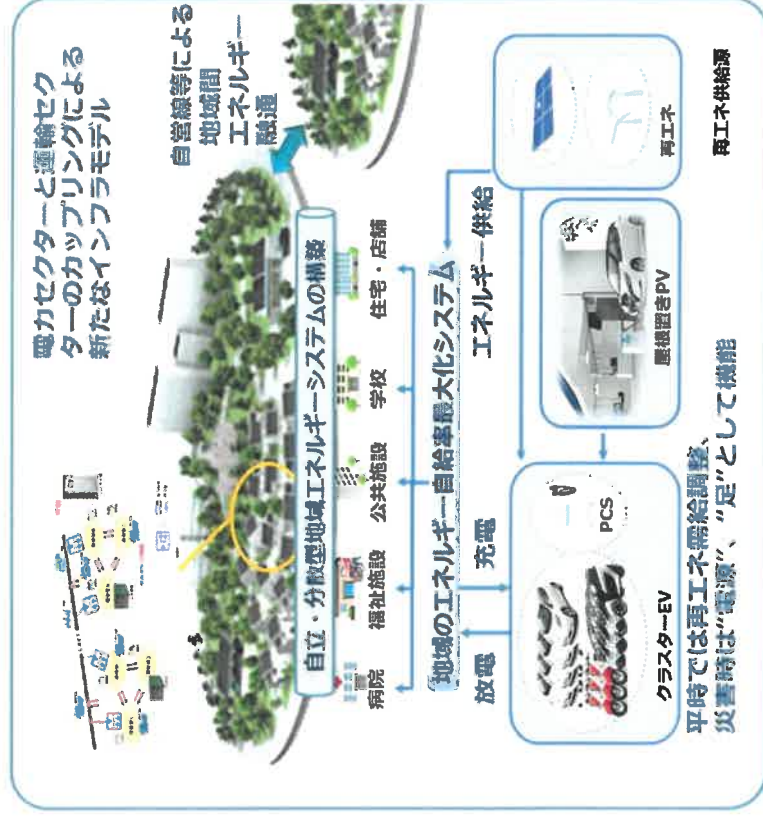 電力セクターと運輸セク
ターのカップリングによる
新たなインフラモデル
自営線等による
地域間
エネルギー
融通
自立・分散型地域エネルギーシステムの構築
病院 福祉施設 公共施設 学校 住宅・店舗
地域のエネルギー自給率最大化システム
放電 充電 エネルギー供給
PCS
クラスターEV
屋根置きPV
再エネ
再エネ供給源
平時では再エネ需給調整、
災害時は“電源”、“足”として機能